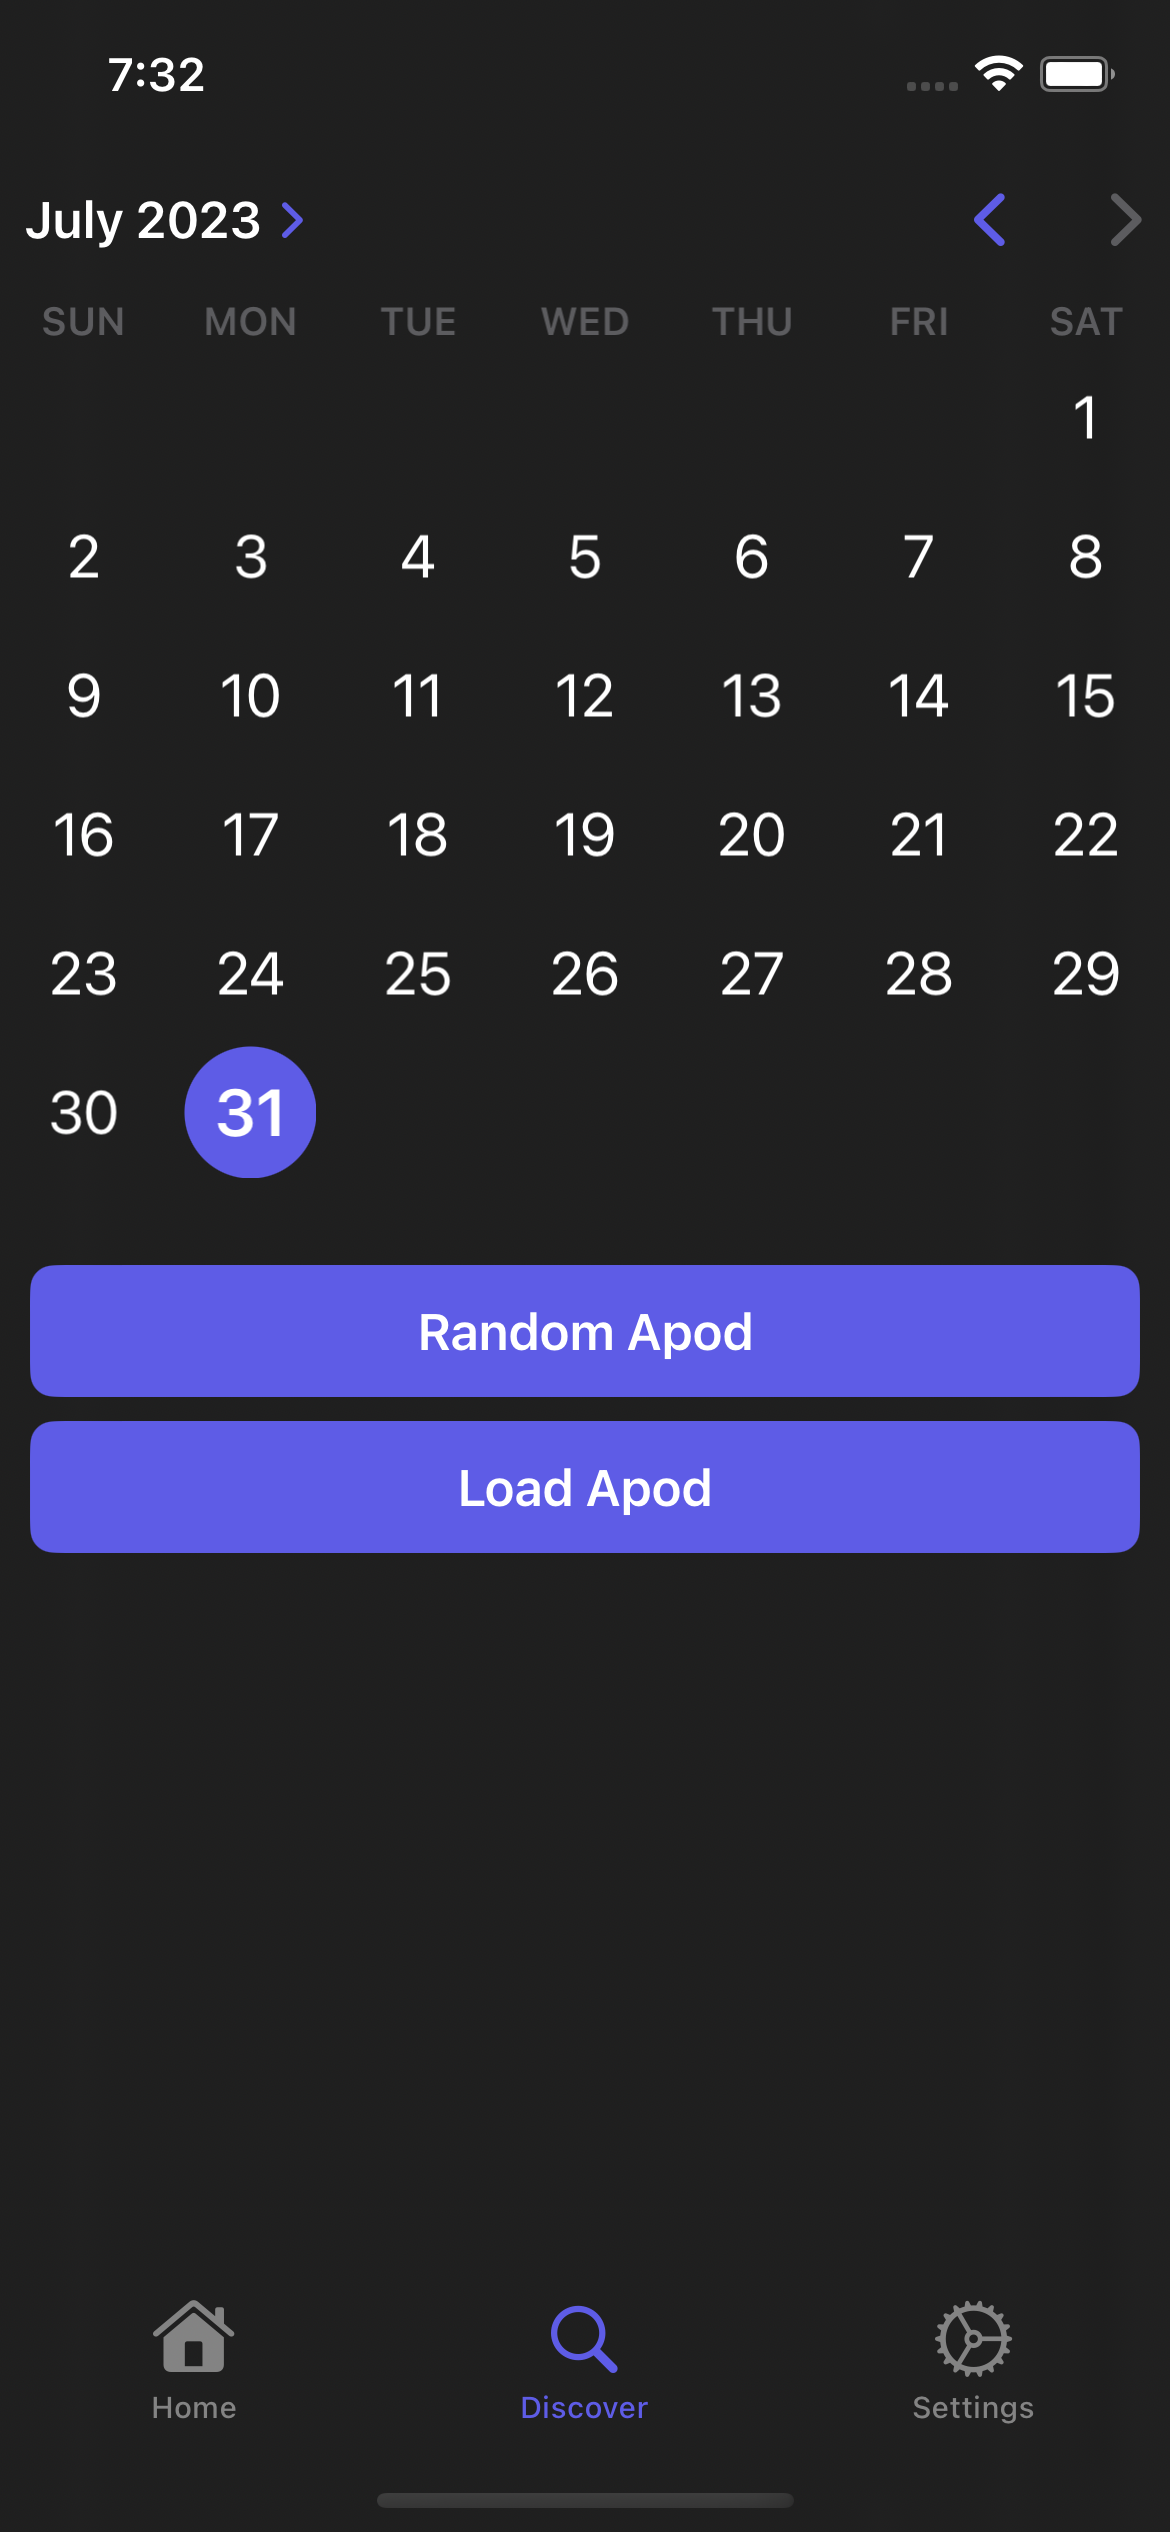 7:32
July 2023
SUN MON TUE WED THU FRI SAT
1
2 3 4 5 6 7 8
9 10 11 12 13 14 15
16 17 18 19 20 21 22
23 24 25 26 27 28 29
30 31
Random Apod
Load Apod
Home Discover Settings